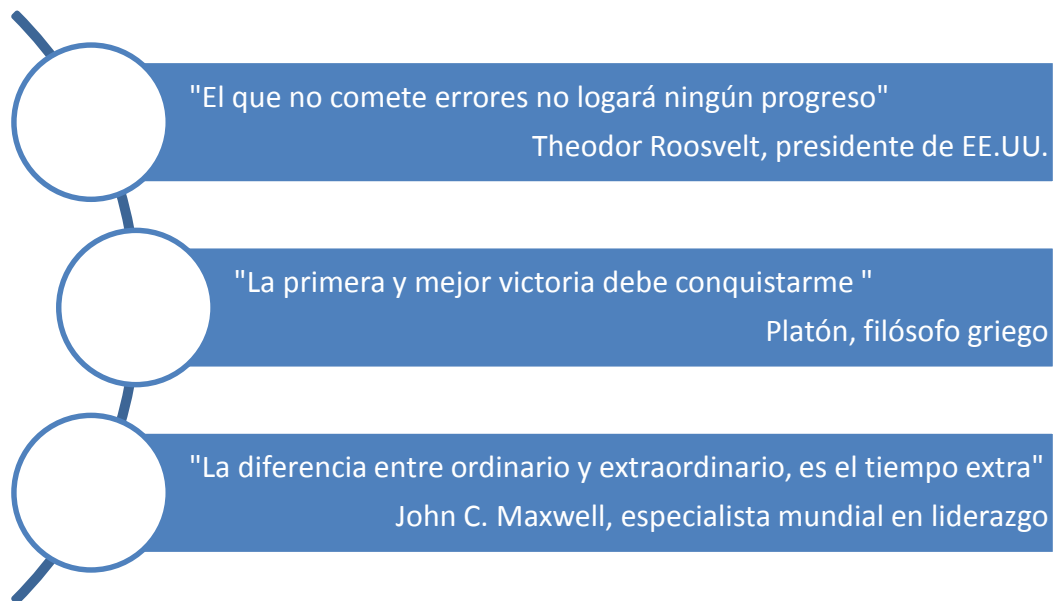 "El que no comete errores no logará ningún progreso"
Theodor Roosvelt, presidente de EE.UU.
"La primera y mejor victoria debe conquistarme "
Platón, filósofo griego
"La diferencia entre ordinario y extraordinario, es el tiempo extra"
John C. Maxwell, especialista mundial en liderazgo